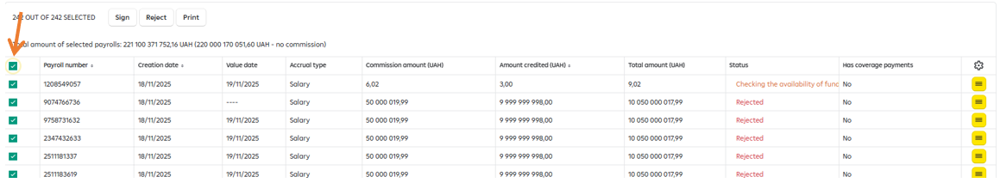 242 OUT OF 242 SELECTED Sign Reject Print
Total amount of selected payrolls: 221 100 371 752,16 UAH (220 000 170 051,60 UAH - no commission)
Payroll number Creation date Value date Accrual type Commission amount (UAH) Amount credited (UAH) Total amount (UAH) Status Has coverage payments
1208549057 18/11/2025 19/11/2025 Salary 6,02 3,00 9,02 Checking the availability of func No
9074766736 18/11/2025 ---- Salary 50 000 019,99 9 999 999 998,00 10 050 000 017,99 Rejected No
9758731632 18/11/2025 19/11/2025 Salary 50 000 019,99 9 999 999 998,00 10 050 000 017,99 Rejected No
2347432633 18/11/2025 19/11/2025 Salary 50 000 019,99 9 999 999 998,00 10 050 000 017,99 Rejected No
2511181337 18/11/2025 19/11/2025 Salary 50 000 019,99 9 999 999 998,00 10 050 000 017,99 Rejected No
2511183619 18/11/2025 19/11/2025 Salary 50 000 019,99 9 999 999 998,00 10 050 000 017,99 Rejected No